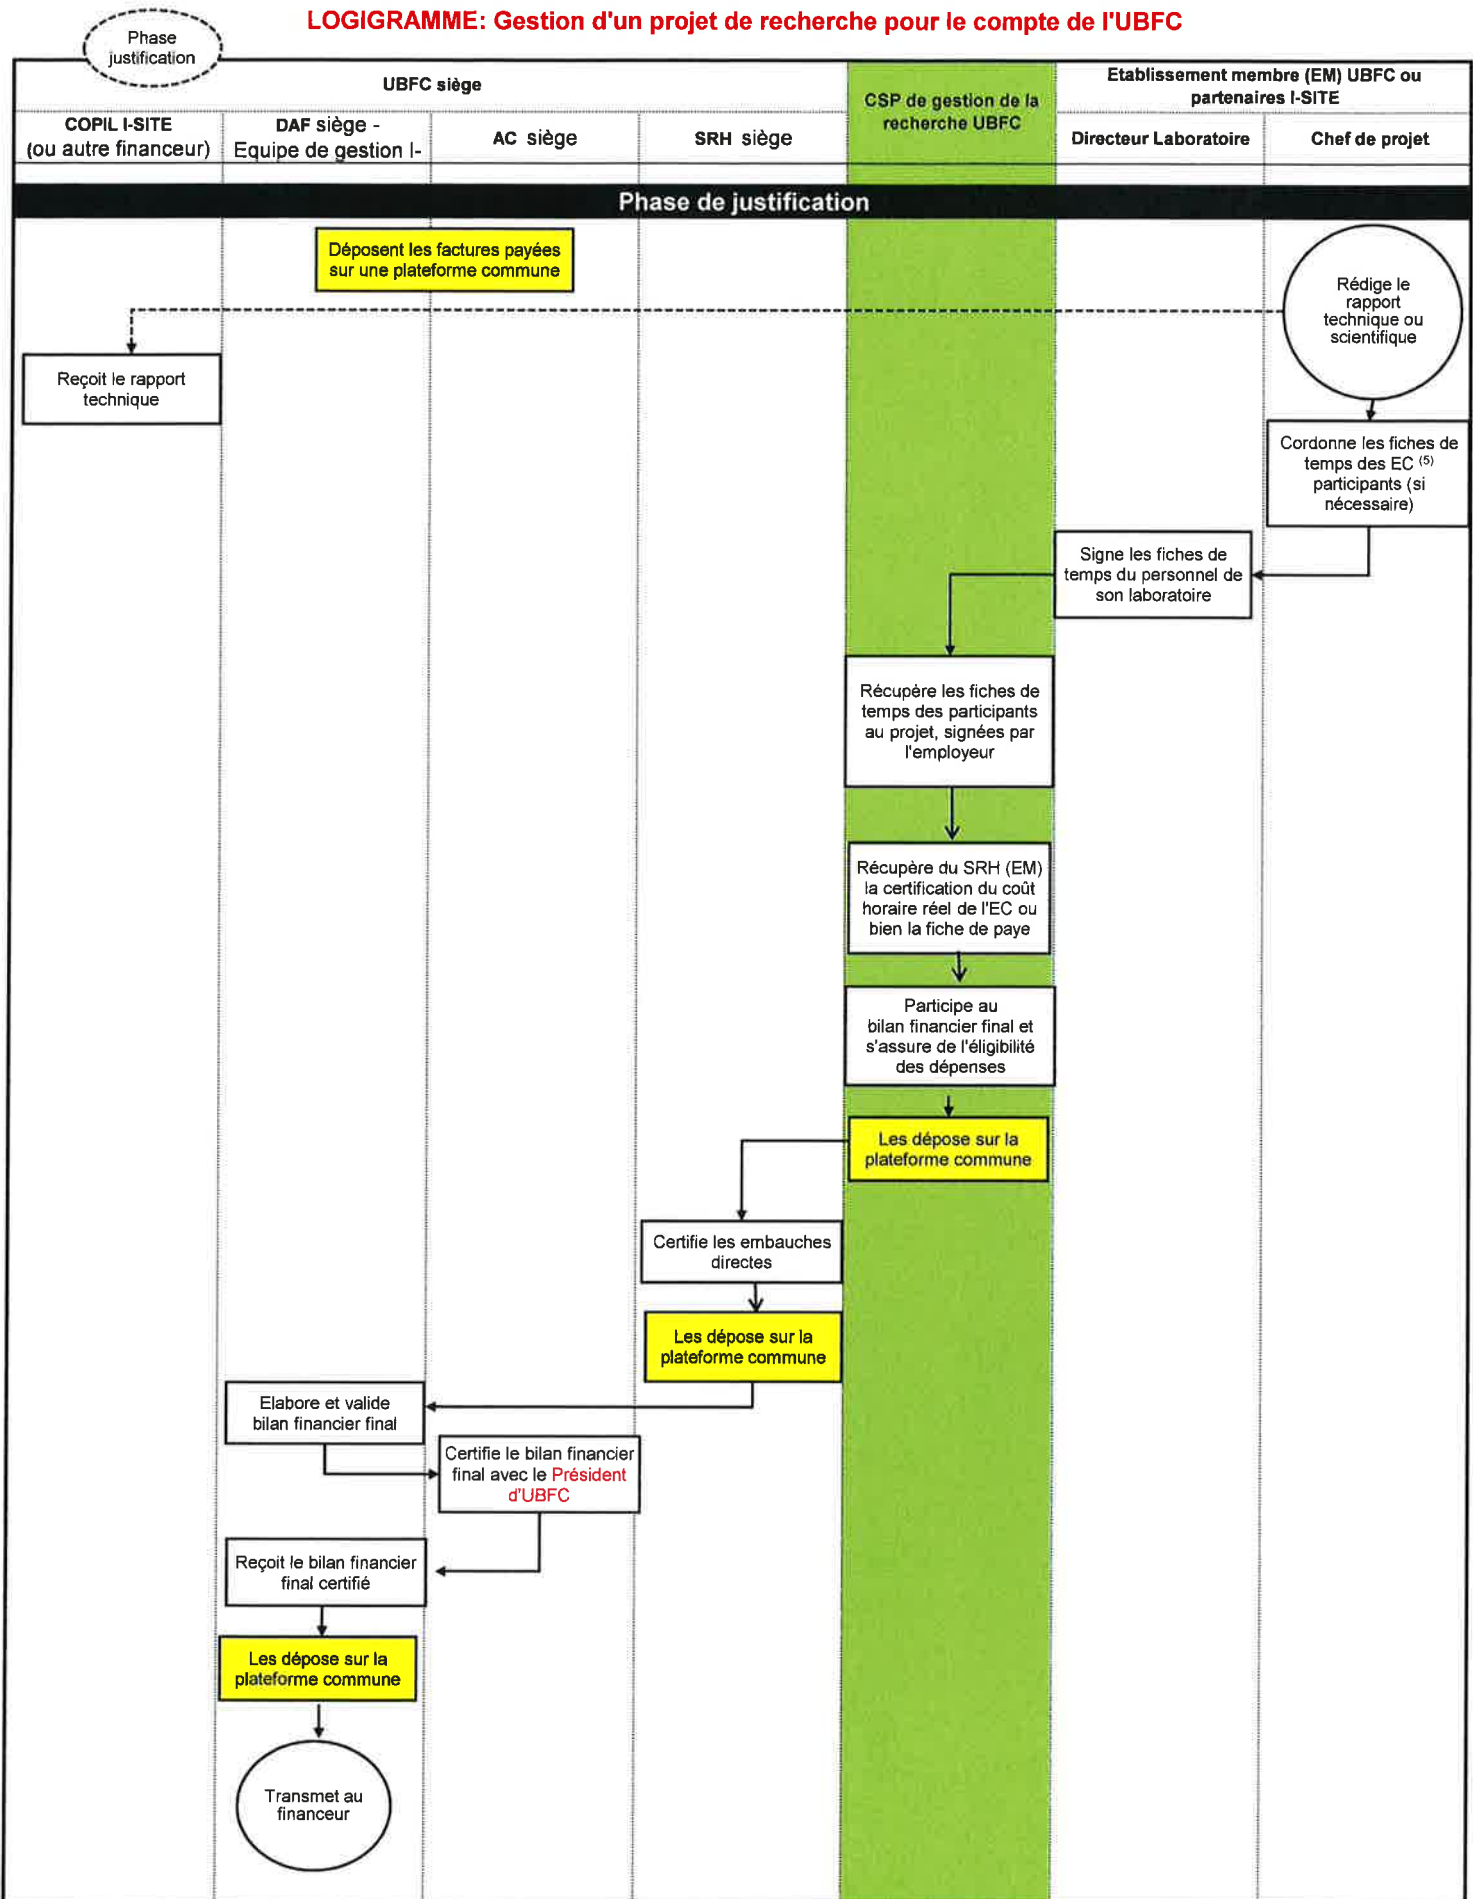 LOGIGRAMME: Gestion d'un projet de recherche pour le compte de l'UBFC
Phase
justification
UBFC siège
CSP de gestion de la
recherche UBFC
Etablissement membre (EM) UBFC ou
partenaires I-SITE
COPIL I-SITE
(ou autre financeur)
DAF siège -
Equipe de gestion I-
AC siège
SRH siège
Directeur Laboratoire
Chef de projet
Phase de justification
Déposent les factures payées
sur une plateforme commune
Rédige le
rapport
technique ou
scientifique
Reçoit le rapport
technique
Cordonne les fiches de
temps des EC (5)
participants (si
nécessaire)
Signe les fiches de
temps du personnel de
son laboratoire
Récupère les fiches de
temps des participants
au projet, signées par
l'employeur
Récupère du SRH (EM)
la certification du coût
horaire réel de l'EC ou
bien la fiche de paye
Participe au
bilan financier final et
s'assure de l'éligibilité
des dépenses
Les dépose sur la
plateforme commune
Certifie les embauches
directes
Les dépose sur la
plateforme commune
Elabore et valide
bilan financier final
Certifie le bilan financier
final avec le Président
d'UBFC
Reçoit le bilan financier
final certifié
Les dépose sur la
plateforme commune
Transmet au
financeur